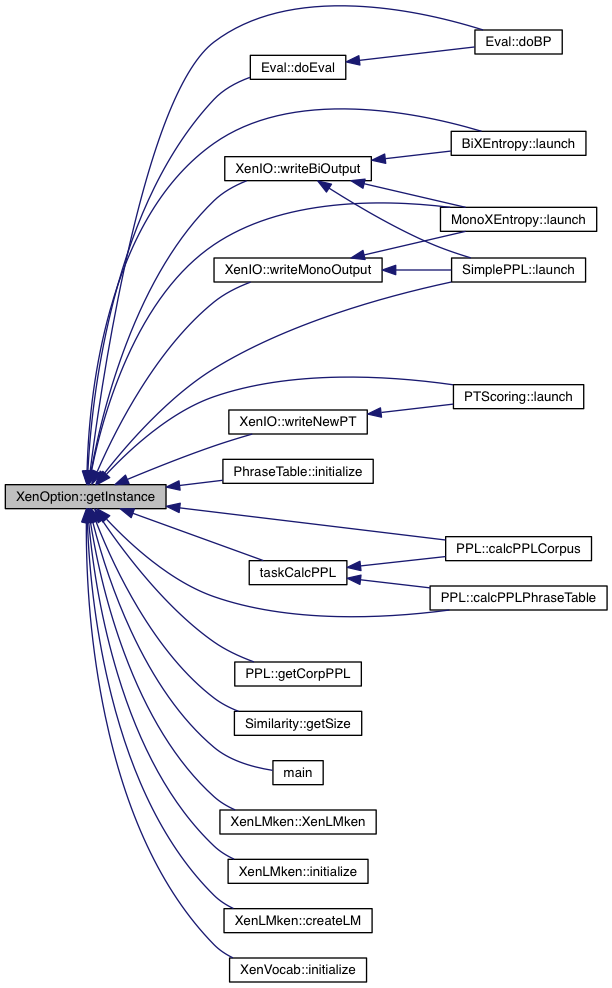 Eval::doBP
Eval::doEval
BiXEntropy::launch
XenIO::writeBiOutput
MonoXEntropy::launch
XenIO::writeMonoOutput
SimplePPL::launch
PTScoring::launch
XenIO::writeNewPT
PhraseTable::initialize
XenOption::getInstance
PPL::calcPPLCorpus
taskCalcPPL
PPL::calcPPLPhraseTable
PPL::getCorpPPL
Similarity::getSize
main
XenLMken::XenLMken
XenLMken::initialize
XenLMken::createLM
XenVocab::initialize